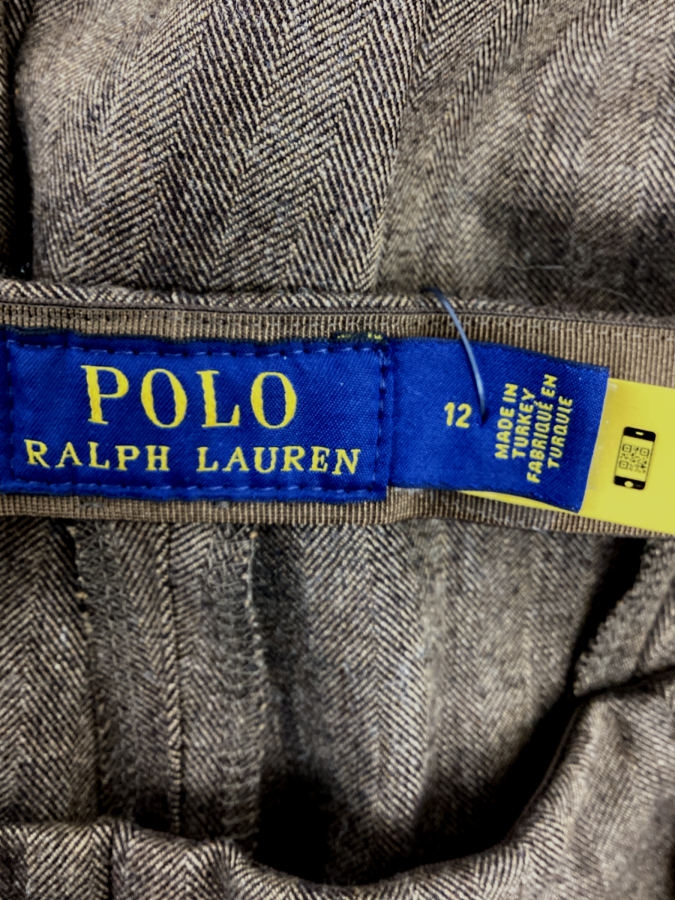 POLO
RALPH LAUREN
12
MADE IN
TURKEY
FABRIQUÉ EN
TURQUIE